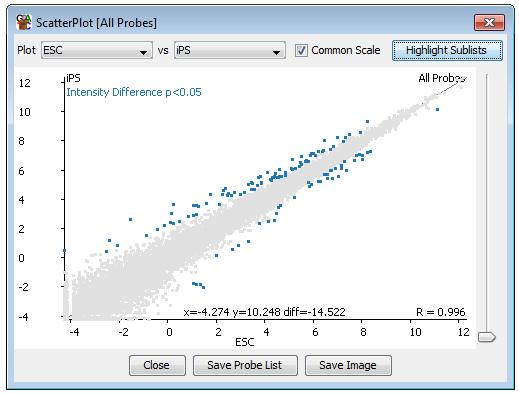 ScatterPlot [All Probes]
Plot ESC vs iPS Common Scale Highlight Sublists
iPS All Probes
Intensity Difference p<0.05
12
10
8
6
4
2
0
-2
-4
x=-4.274 y=10.248 diff=-14.522 R = 0.996
-4 -2 0 2 4 6 8 10 12
ESC
Close Save Probe List Save Image